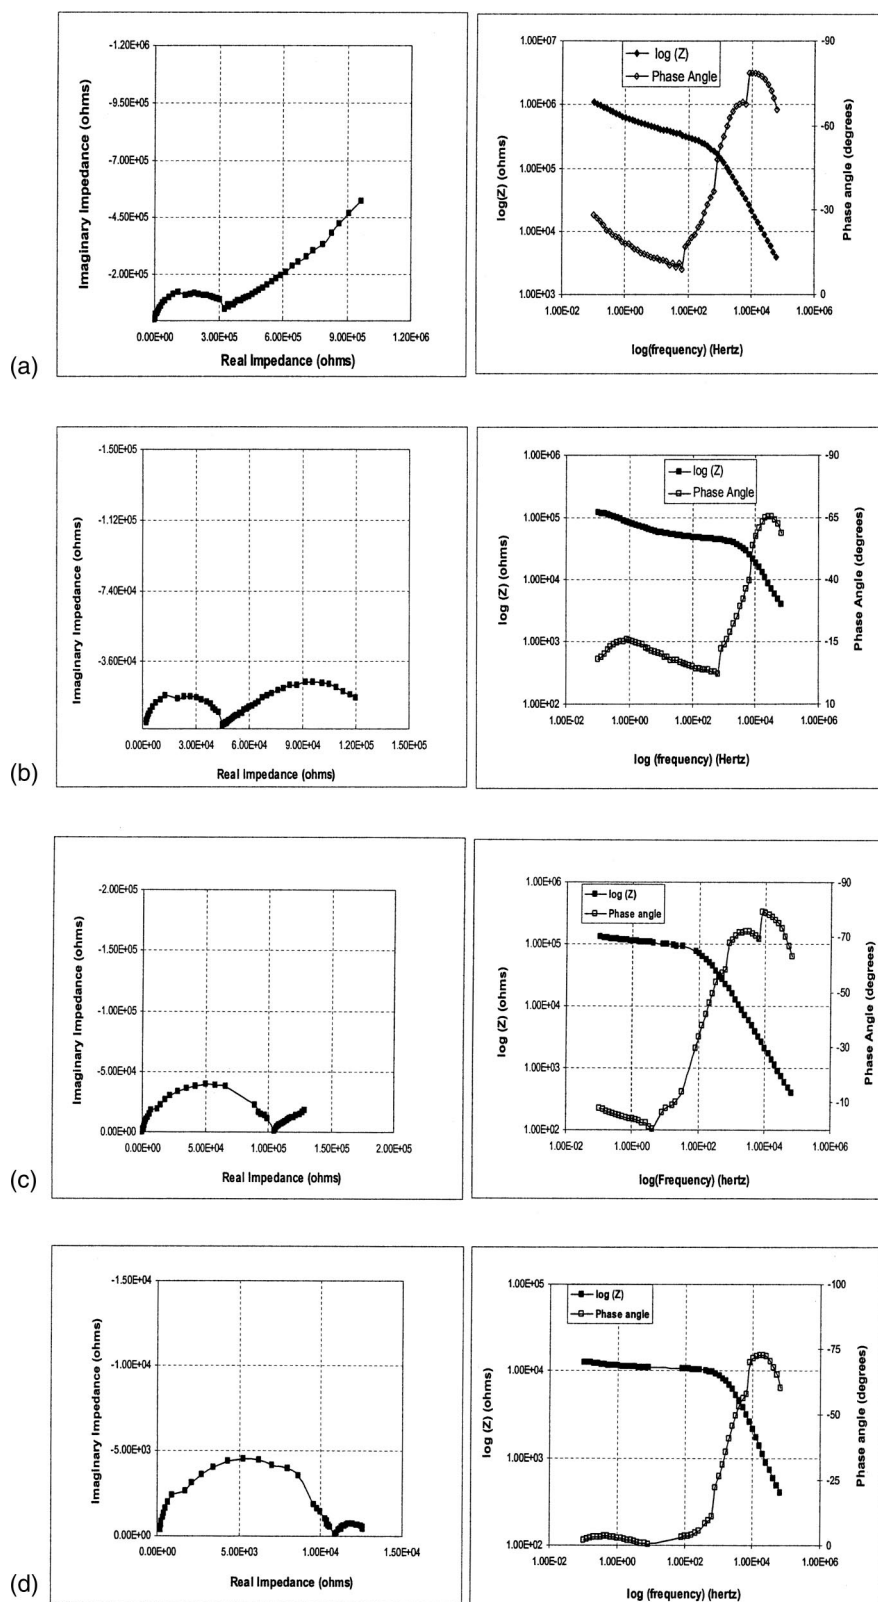 -1.20E+06
-9.50E+05
-7.00E+05
-4.50E+05
-2.00E+05
Imaginary Impedance (ohms)
0.00E+00 3.00E+05 6.00E+05 9.00E+05 1.20E+06
Real Impedance (ohms)
1.00E+07
1.00E+06
1.00E+05
1.00E+04
1.00E+03
log(Z) (ohms)
log (Z)
Phase Angle
-90
-60
-30
0
Phase angle (degrees)
1.00E-02 1.00E+00 1.00E+02 1.00E+04 1.00E+06
log(frequency) (Hertz)
(a)
-1.50E+05
-1.12E+05
-7.40E+04
-3.60E+04
Imaginary Impedance (ohms)
0.00E+00 3.00E+04 6.00E+04 9.00E+04 1.20E+05 1.50E+05
Real Impedance (ohms)
1.00E+06
1.00E+05
1.00E+04
1.00E+03
1.00E+02
log (Z) (ohms)
log (Z)
Phase Angle
-90
-65
-40
-15
10
Phase Angle (degrees)
1.00E-02 1.00E+00 1.00E+02 1.00E+04 1.00E+06
log (frequency) (Hertz)
(b)
-2.00E+05
-1.50E+05
-1.00E+05
-5.00E+04
0.00E+00
Imaginary Impedance (ohms)
0.00E+00 5.00E+04 1.00E+05 1.50E+05 2.00E+05
Real Impedance (ohms)
1.00E+06
1.00E+05
1.00E+04
1.00E+03
1.00E+02
log (Z) (ohms)
log (Z)
Phase angle
-90
-70
-50
-30
-10
Phase Angle (degrees)
1.00E-02 1.00E+00 1.00E+02 1.00E+04 1.00E+06
log(Frequency) (hertz)
(c)
-1.50E+04
-1.00E+04
-5.00E+03
0.00E+00
Imaginary Impedance (ohms)
0.00E+00 5.00E+03 1.00E+04 1.50E+04
Real Impedance (ohms)
1.00E+05
1.00E+04
1.00E+03
1.00E+02
log (Z) (ohms)
log (Z)
Phase angle
-100
-75
-50
-25
0
Phase angle (degrees)
1.00E-02 1.00E+00 1.00E+02 1.00E+04 1.00E+06
log (frequency) (hertz)
(d)